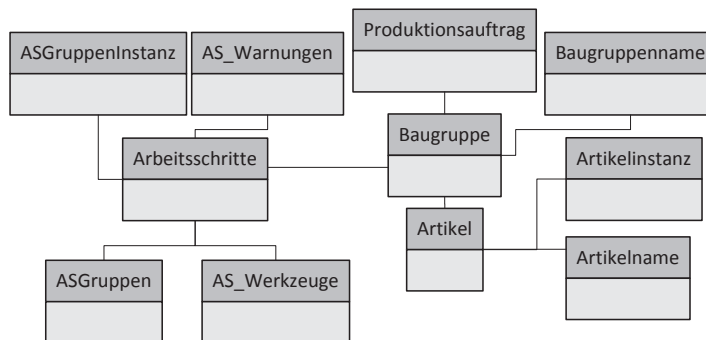 Produktionsauftrag
ASGruppenInstanz
AS_Warnungen
Baugruppenname
Baugruppe
Arbeitsschritte
Artikelinstanz
Artikel
Artikelname
ASGruppen
AS_Werkzeuge